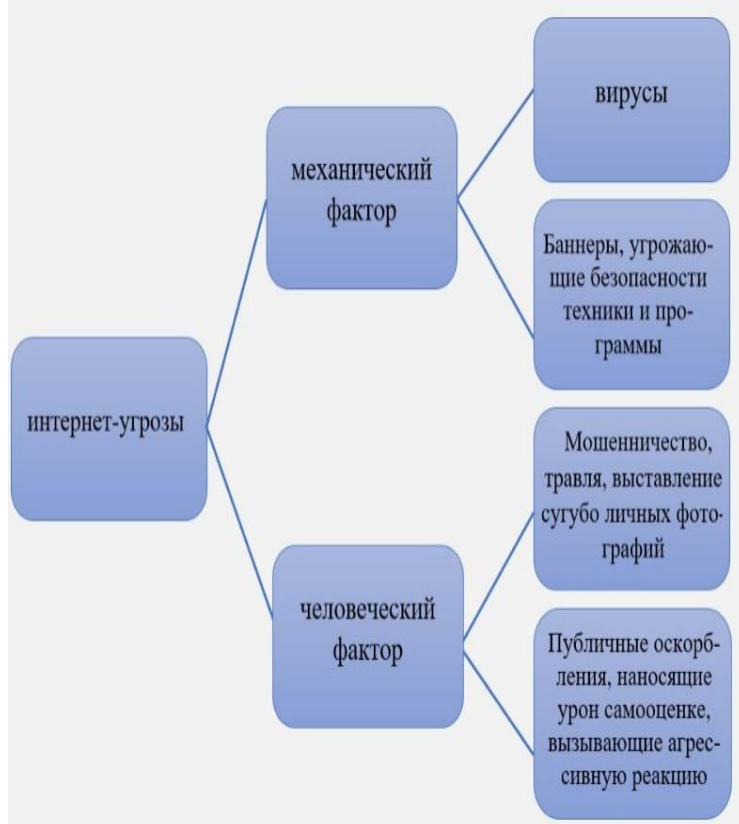 вирусы
механический
фактор
Баннеры, угрожаю-
щие безопасности
техники и про-
граммы
интернет-угрозы
Мошенничество,
травля, выставление
сугубо личных фото-
графий
человеческий
фактор
Публичные оскорб-
ления, наносящие
урон самооценке,
вызывающие агрес-
сивную реакцию